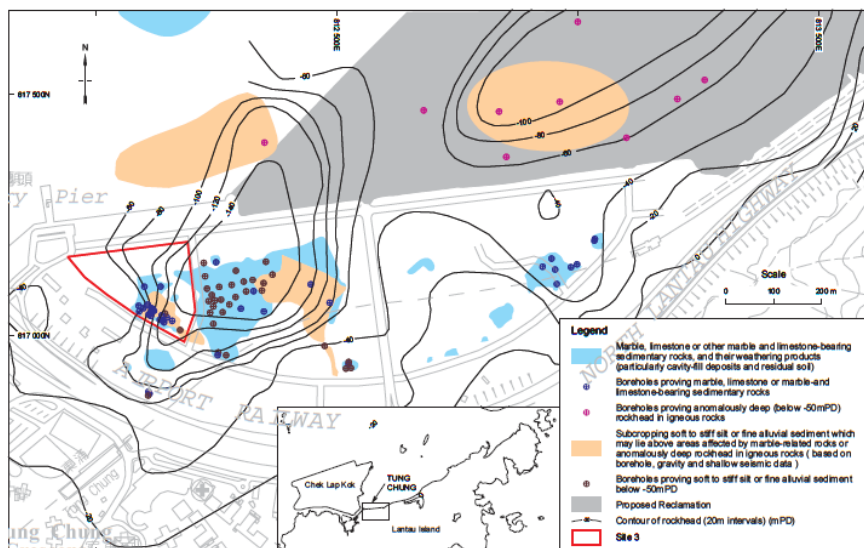 812 500E
813 500E
N
617 500N
617 000N
-60
-100
-80
-60
-40
-20
0
20
-80
-60
-100
-120
-140
-40
Pier
AIRPORT RAILWAY
NORTH LANTAU HIGHWAY
ung Chung
Scale
0 100 200 m
Legend
Marble, limestone or other marble and limestone-bearing
sedimentary rocks, and their weathering products
(particularly cavity-fill deposits and residual soil)
Boreholes proving marble, limestone or marble-and
limestone-bearing sedimentary rocks
Boreholes proving anomalously deep (below -50mPD)
rockhead in igneous rocks
Subcropping soft to stiff silt or fine alluvial sediment which
may lie above areas affected by marble-related rocks or
anomalously deep rockhead in igneous rocks ( based on
borehole, gravity and shallow seismic data )
Boreholes proving soft to stiff silt or fine alluvial sediment
below -50mPD
Proposed Reclamation
Contour of rockhead (20m intervals) (mPD)
Site 3
Chek Lap Kok
TUNG
CHUNG
Lantau Island